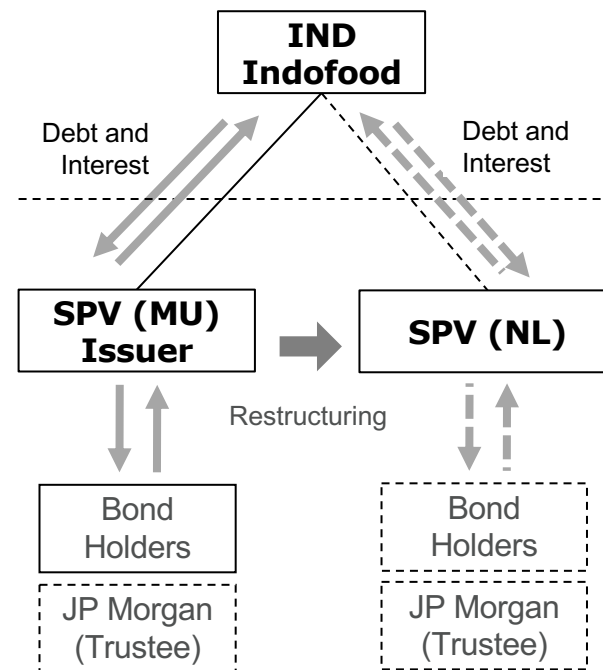 IND
Indofood
Debt and
Interest
Debt and
Interest
SPV (MU)
Issuer
SPV (NL)
Restructuring
Bond
Holders
Bond
Holders
JP Morgan
(Trustee)
JP Morgan
(Trustee)